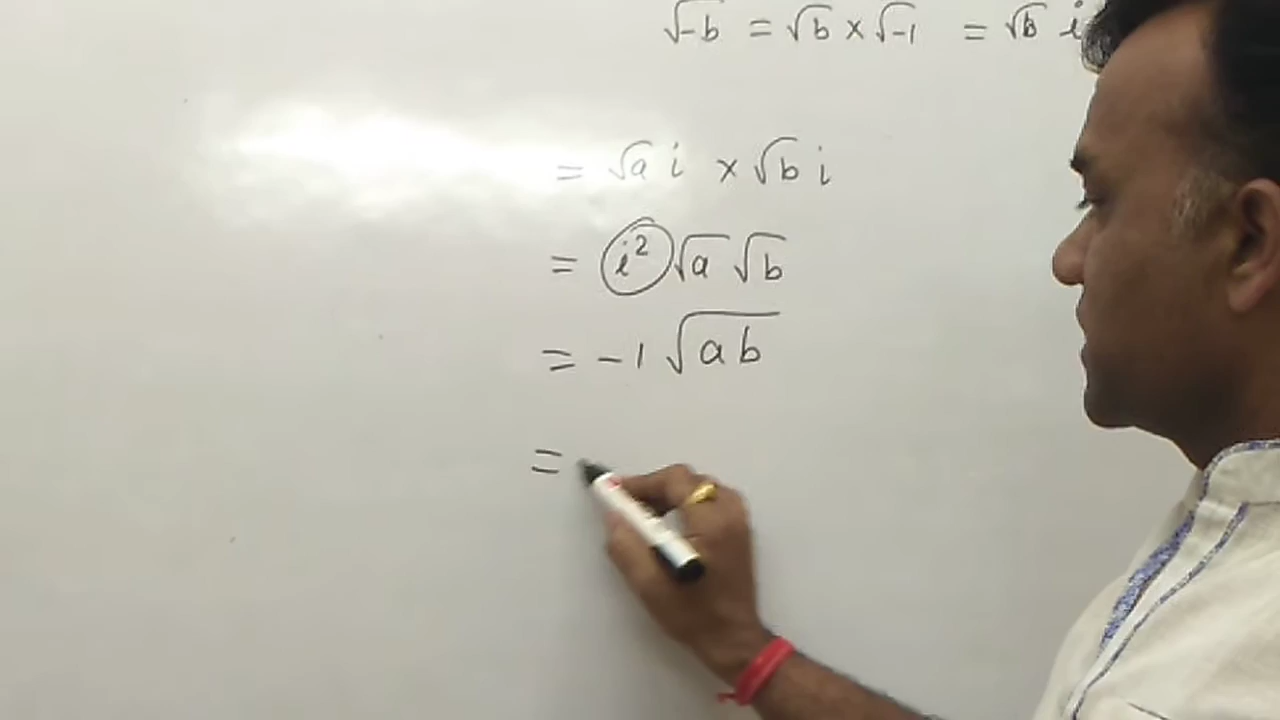 √-b = √b × √-1 = √b i
= √a i × √b i
= i² √a √b
= -1 √ab
=